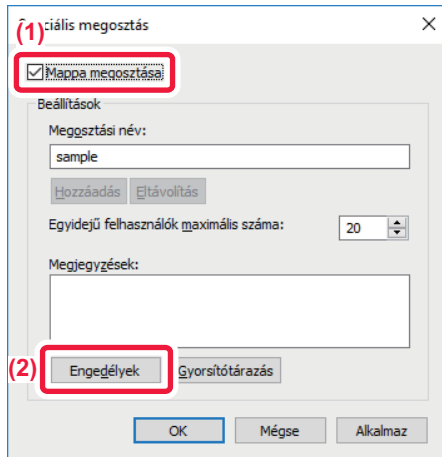 (1)
ciális megosztás
Mappa megosztása
Beállítások
Megosztási név:
sample
Hozzáadás Eltávolítás
Egyidejű felhasználók maximális száma: 20
Megjegyzések:
(2) Engedélyek Gyorsítótárazás
OK Mégse Alkalmaz